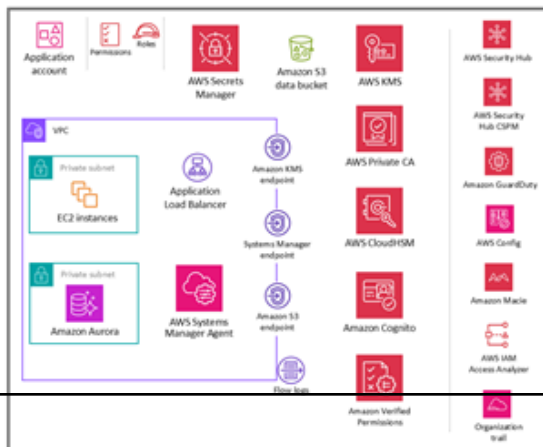 Application
account
Permissions
Roles
AWS Secrets
Manager
Amazon S3
data bucket
AWS KMS
VPC
Private subnet
EC2 instances
Application
Load Balancer
Amazon KMS
endpoint
Systems Manager
endpoint
Private subnet
Amazon Aurora
AWS Systems
Manager Agent
Amazon S3
endpoint
Flow logs
AWS Private CA
AWS CloudHSM
Amazon Cognito
Amazon Verified
Permissions
AWS Security Hub
AWS Security
Hub CSPM
Amazon GuardDuty
AWS Config
Amazon Macie
AWS IAM
Access Analyzer
Organization
trail